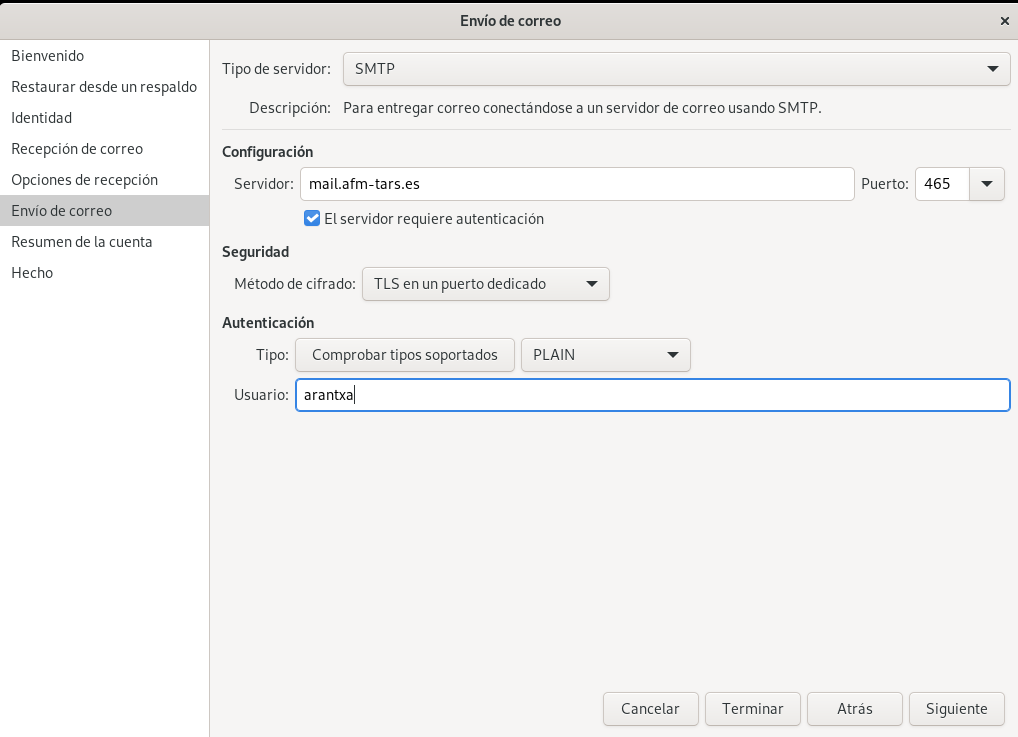 Envío de correo
Bienvenido
Restaurar desde un respaldo
Identidad
Recepción de correo
Opciones de recepción
Envío de correo
Resumen de la cuenta
Hecho
Tipo de servidor: SMTP
Descripción: Para entregar correo conectándose a un servidor de correo usando SMTP.
Configuración
Servidor: mail.afm-tars.es Puerto: 465
El servidor requiere autenticación
Seguridad
Método de cifrado: TLS en un puerto dedicado
Autenticación
Tipo: Comprobar tipos soportados PLAIN
Usuario: arantxa
Cancelar Terminar Atrás Siguiente